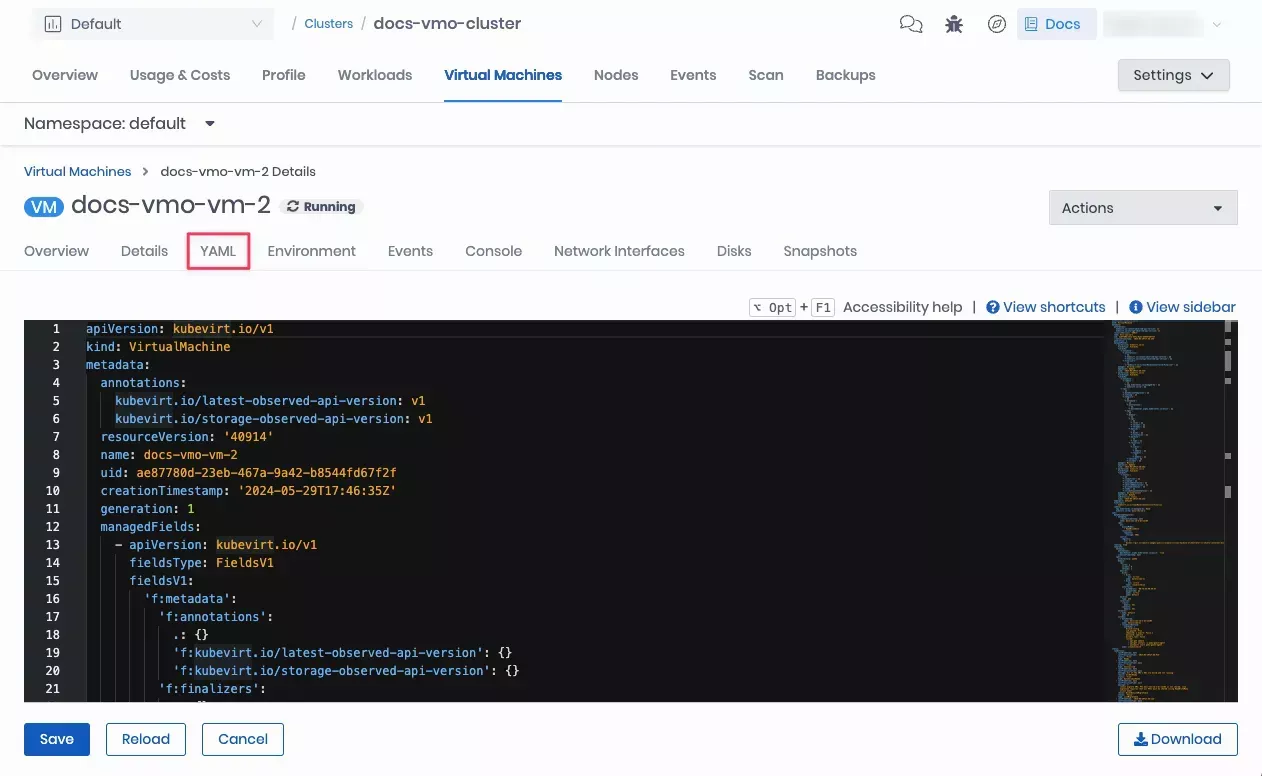 Default / Clusters / docs-vmo-cluster Docs
Overview Usage & Costs Profile Workloads Virtual Machines Nodes Events Scan Backups Settings
Namespace: default
Virtual Machines > docs-vmo-vm-2 Details
VM docs-vmo-vm-2 Running
Actions
Overview Details YAML Environment Events Console Network Interfaces Disks Snapshots
⌥ Opt + F1 Accessibility help | View shortcuts | View sidebar
1 apiVersion: kubevirt.io/v1
2 kind: VirtualMachine
3 metadata:
4 annotations:
5 kubevirt.io/latest-observed-api-version: v1
6 kubevirt.io/storage-observed-api-version: v1
7 resourceVersion: '40914'
8 name: docs-vmo-vm-2
9 uid: ae87780d-23eb-467a-9a42-b8544fd67f2f
10 creationTimestamp: '2024-05-29T17:46:35Z'
11 generation: 1
12 managedFields:
13 - apiVersion: kubevirt.io/v1
14 fieldsType: FieldsV1
15 fieldsV1:
16 'f:metadata':
17 'f:annotations':
18 .: {}
19 'f:kubevirt.io/latest-observed-api-version': {}
20 'f:kubevirt.io/storage-observed-api-version': {}
21 'f:finalizers':
Save Reload Cancel Download